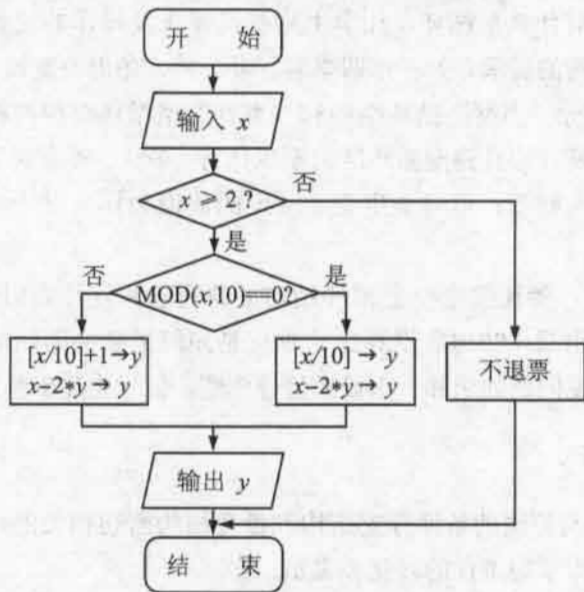 开 始
输入 x
x ⩾ 2.?
否
是
MOD(x,10)==0?
否
是
[x/10]+1→y
x−2*y → y
[x/10] → y
x−2*y→ y
不退票
输出 y
结 束